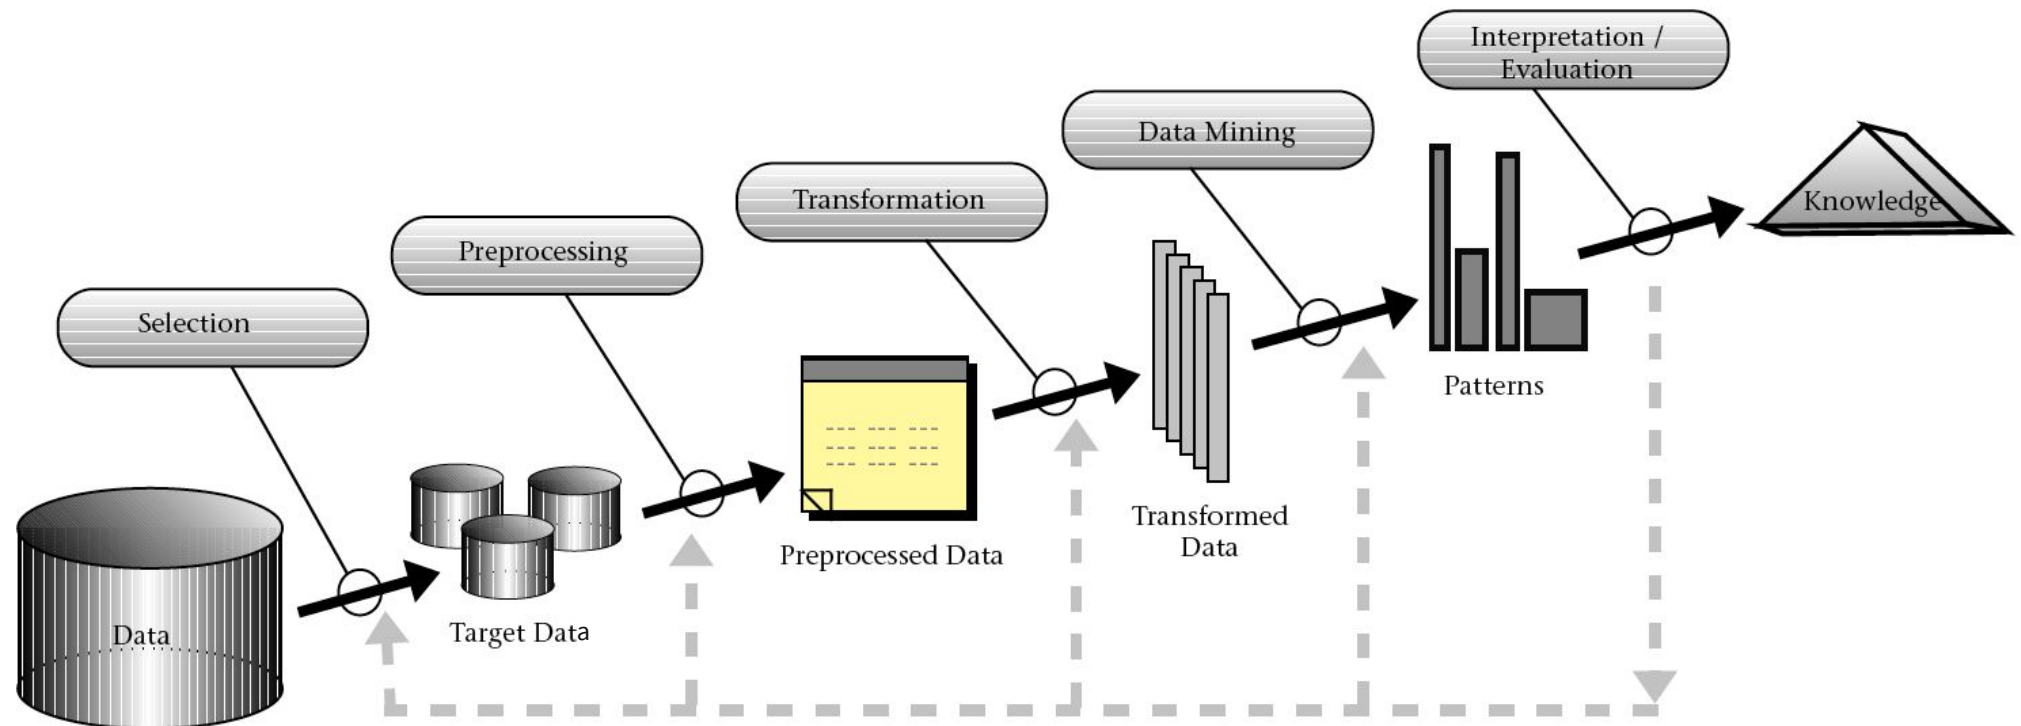 Interpretation /
Evaluation
Data Mining
Transformation
Knowledge
Preprocessing
Selection
Patterns
Transformed
Data
Preprocessed Data
Target Data
Data